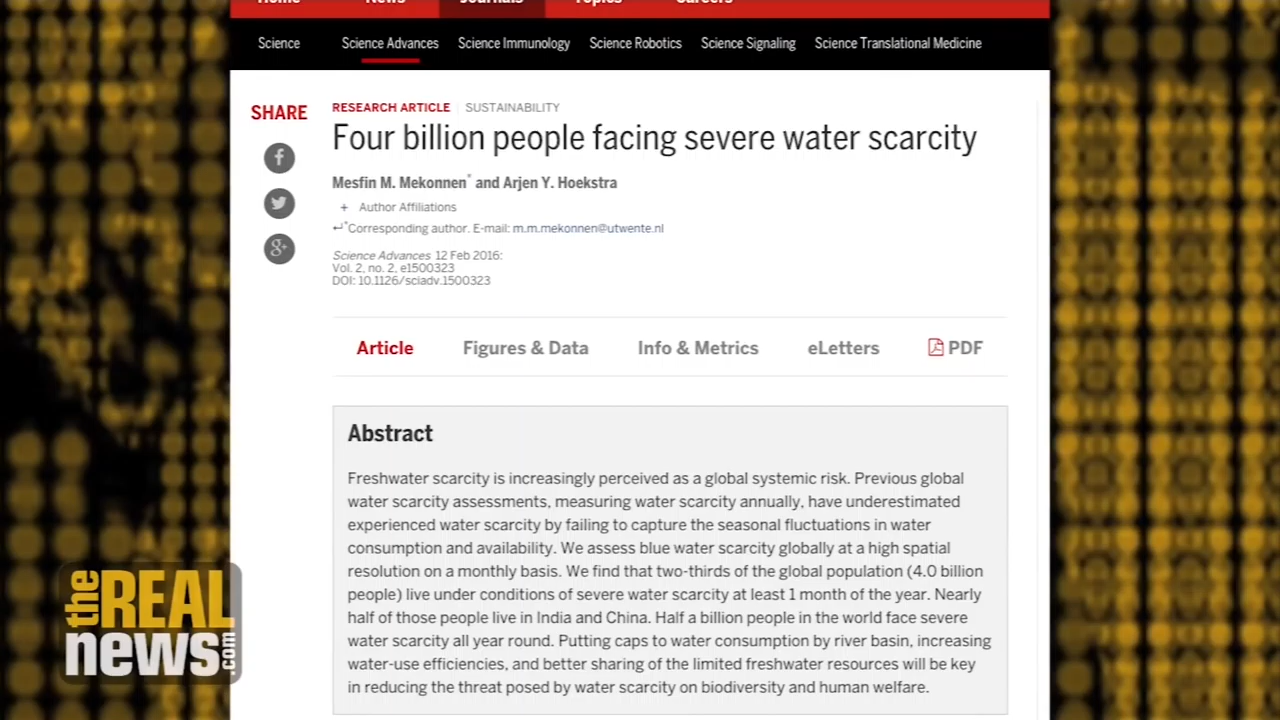 Home News Journals Topics Careers
Science Science Advances Science Immunology Science Robotics Science Signaling Science Translational Medicine
SHARE
RESEARCH ARTICLE SUSTAINABILITY
Four billion people facing severe water scarcity
Mesfin M. Mekonnen* and Arjen Y. Hoekstra
+ Author Affiliations
↵*Corresponding author. E-mail: m.m.mekonnen@utwente.nl
Science Advances 12 Feb 2016:
Vol. 2, no. 2, e1500323
DOI: 10.1126/sciadv.1500323
Article Figures & Data Info & Metrics eLetters PDF
Abstract
Freshwater scarcity is increasingly perceived as a global systemic risk. Previous global
water scarcity assessments, measuring water scarcity annually, have underestimated
experienced water scarcity by failing to capture the seasonal fluctuations in water
consumption and availability. We assess blue water scarcity globally at a high spatial
resolution on a monthly basis. We find that two-thirds of the global population (4.0 billion
people) live under conditions of severe water scarcity at least 1 month of the year. Nearly
half of those people live in India and China. Half a billion people in the world face severe
water scarcity all year round. Putting caps to water consumption by river basin, increasing
water-use efficiencies, and better sharing of the limited freshwater resources will be key
in reducing the threat posed by water scarcity on biodiversity and human welfare.
the REAL
news.com